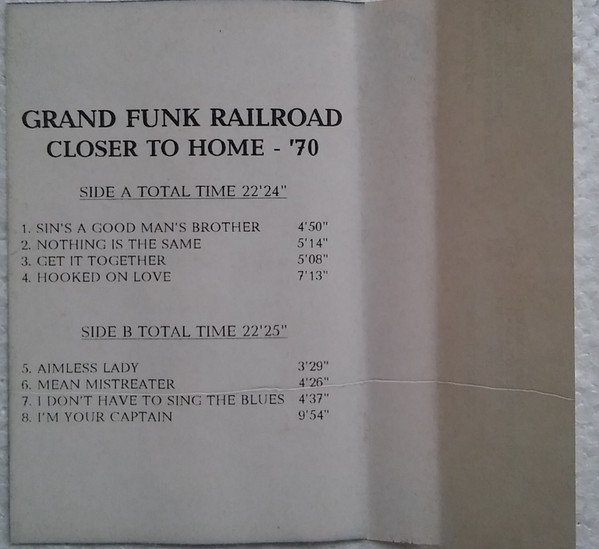 GRAND FUNK RAILROAD
CLOSER TO HOME - '70
SIDE A TOTAL TIME 22'24"
1. SIN'S A GOOD MAN'S BROTHER 4'50"
2. NOTHING IS THE SAME 5'14"
3. GET IT TOGETHER 5'08"
4. HOOKED ON LOVE 7'13"
SIDE B TOTAL TIME 22'25"
5. AIMLESS LADY 3'29"
6. MEAN MISTREATER 4'26"
7. I DON'T HAVE TO SING THE BLUES 4'37"
8. I'M YOUR CAPTAIN 9'54"